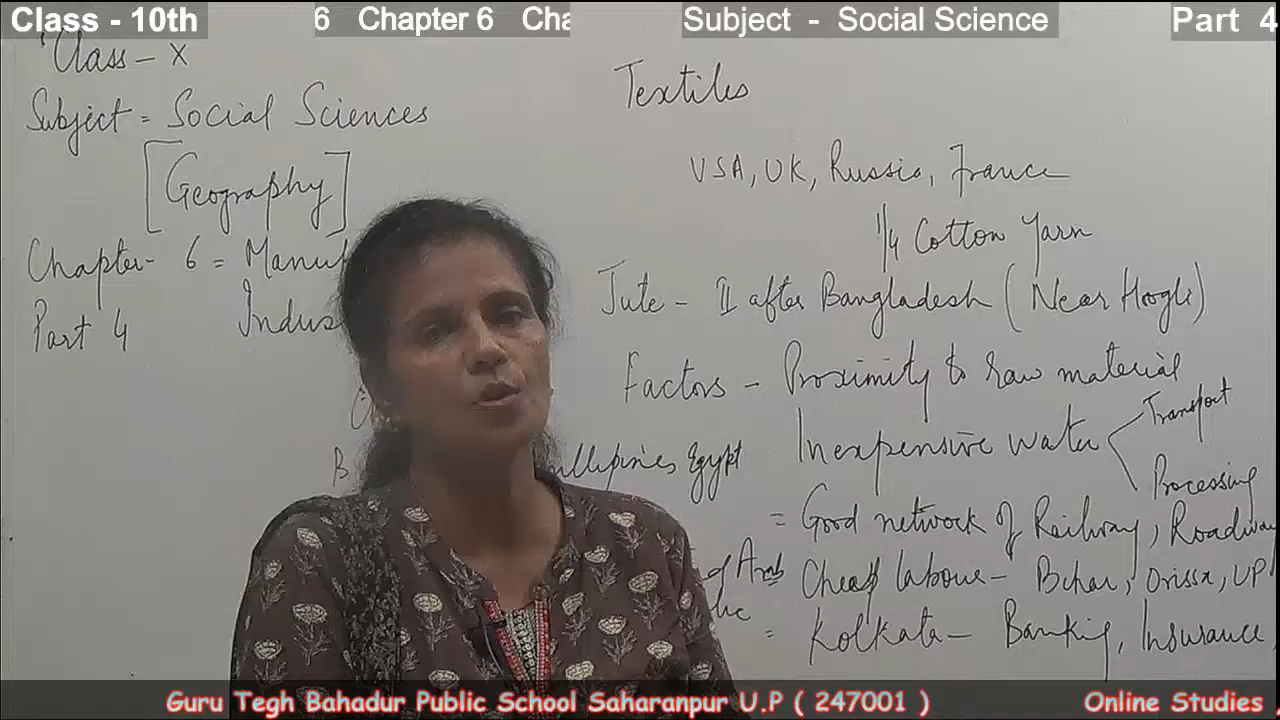 Class - 10th
6 Chapter 6 Cha
Subject - Social Science
Part 4
Class - X
Subject = Social Sciences
[Geography]
Chapter- 6 = Manuf
Part 4 Indus
Textiles
USA, UK, Russia, France
1/4 Cotton Yarn
Jute - II after Bangladesh (Near Hoogli)
Factors - Proximity to raw material
Inexpensive water Transport
Processing
Egypt
= Good network of Railway, Roadway
Cheap labour - Bihar, Orissa, UP
= Kolkata - Banking, Insurance
Guru Tegh Bahadur Public School Saharanpur U.P ( 247001 )
Online Studies